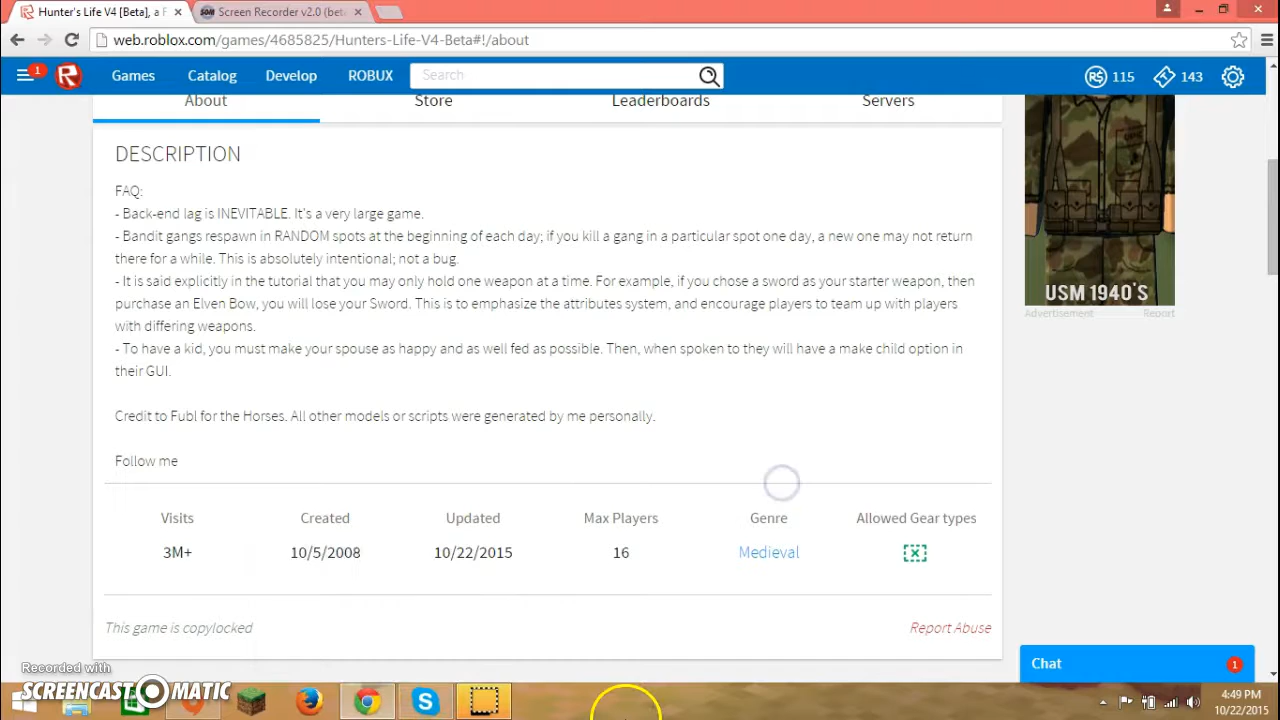 Hunter's Life V4 [Beta], a F
Screen Recorder v2.0 (beta
web.roblox.com/games/4685825/Hunters-Life-V4-Beta#!/about
1
R
Games
Catalog
Develop
ROBUX
Search
R$ 115
143
About
Store
Leaderboards
Servers
DESCRIPTION
FAQ:
- Back-end lag is INEVITABLE. It's a very large game.
- Bandit gangs respawn in RANDOM spots at the beginning of each day; if you kill a gang in a particular spot one day, a new one may not return
there for a while. This is absolutely intentional; not a bug.
- It is said explicitly in the tutorial that you may only hold one weapon at a time. For example, if you chose a sword as your starter weapon, then
purchase an Elven Bow, you will lose your Sword. This is to emphasize the attributes system, and encourage players to team up with players
with differing weapons.
- To have a kid, you must make your spouse as happy and as well fed as possible. Then, when spoken to they will have a make child option in
their GUI.
Credit to Fubl for the Horses. All other models or scripts were generated by me personally.
Follow me
USM 1940'S
Advertisement
Report
Visits
Created
Updated
Max Players
Genre
Allowed Gear types
3M+
10/5/2008
10/22/2015
16
Medieval
This game is copylocked
Report Abuse
Chat
1
Recorded with
SCREENCAST O MATIC
4:49 PM
10/22/2015